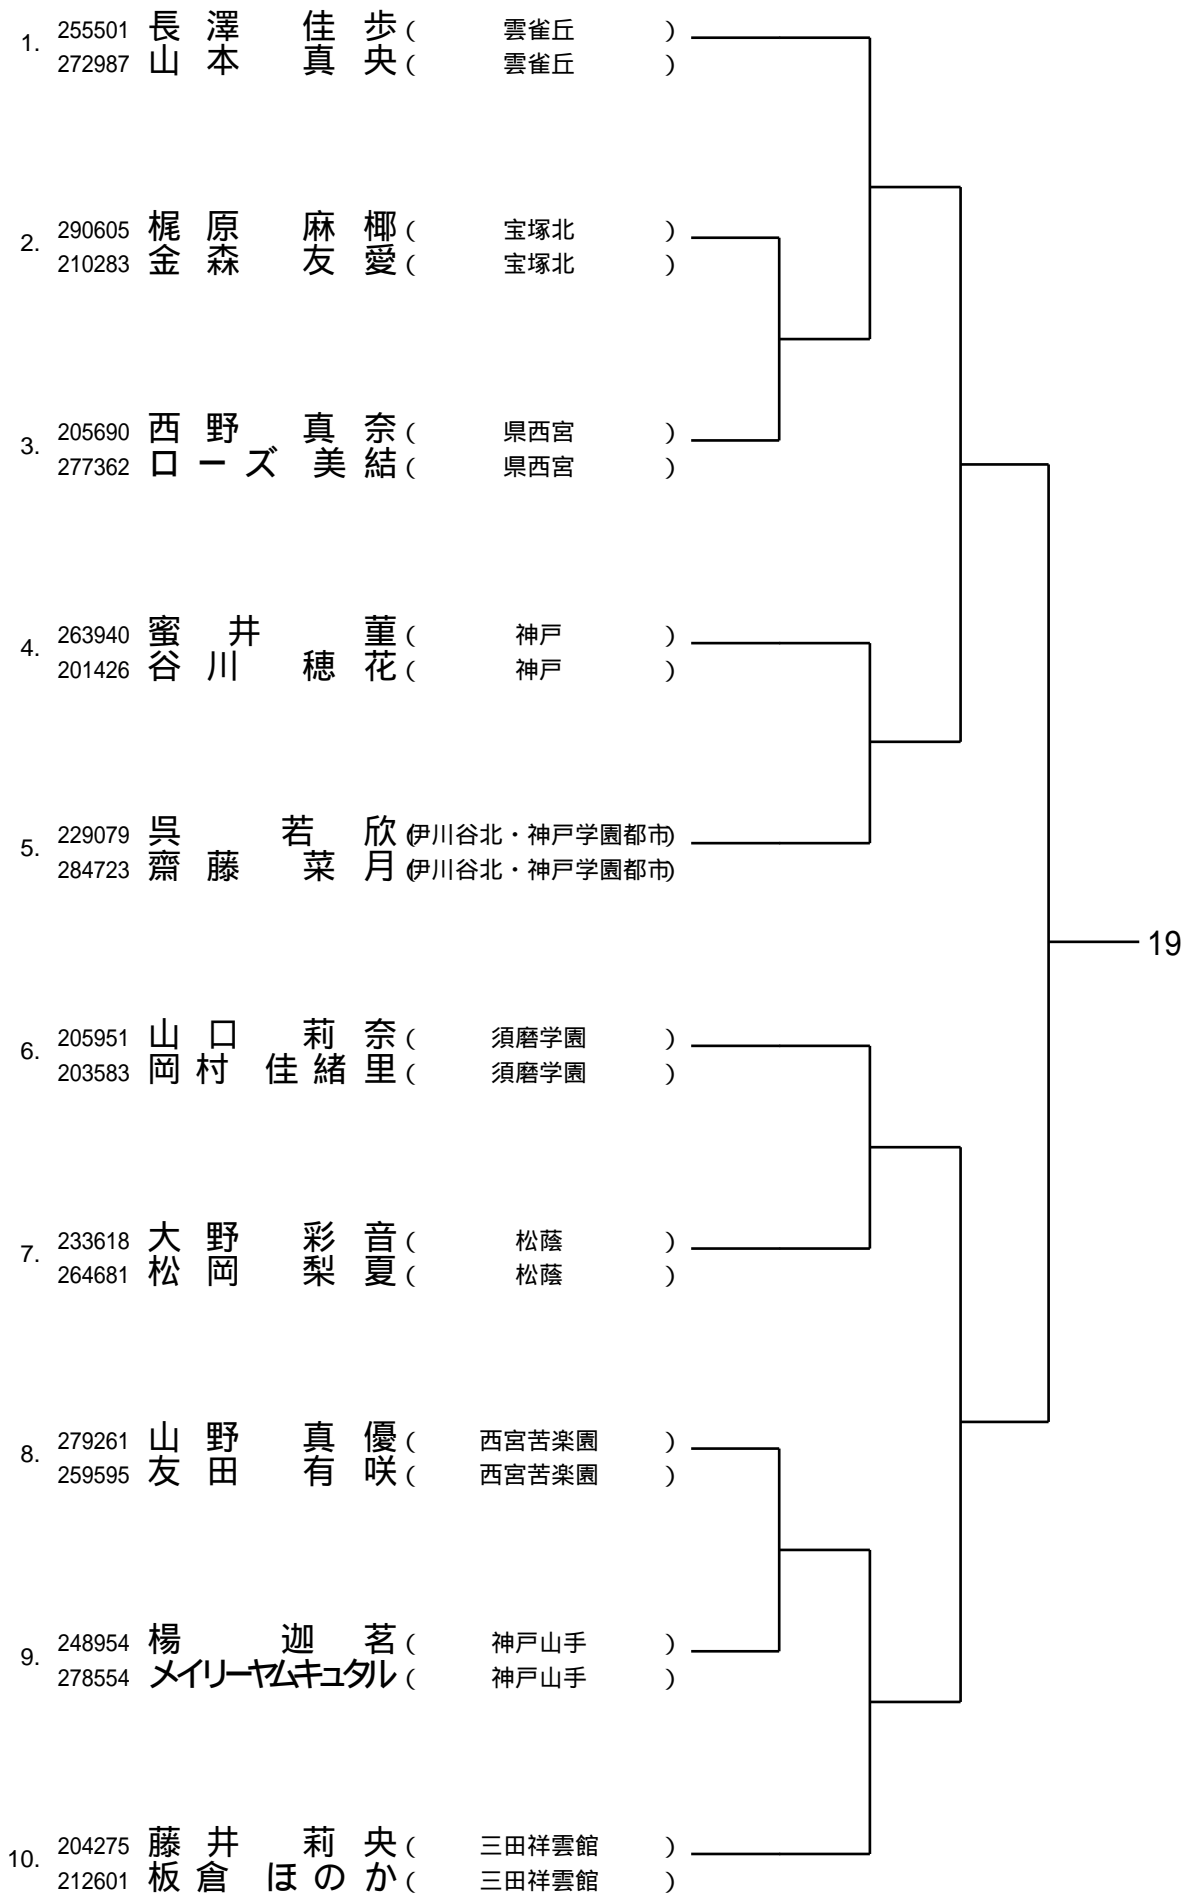 1. 255501 長澤 佳歩 ( 雲雀丘 )
272987 山本 真央 ( 雲雀丘 )
2. 290605 梶原 麻椰 ( 宝塚北 )
210283 金森 友愛 ( 宝塚北 )
3. 205690 西野 真奈 ( 県西宮 )
277362 ローズ 美結 ( 県西宮 )
4. 263940 蜜井 菫 ( 神戸 )
201426 谷川 穂花 ( 神戸 )
5. 229079 呉 若欣 (伊川谷北・神戸学園都市)
284723 齋藤 菜月 (伊川谷北・神戸学園都市)
19
6. 205951 山口 莉奈 ( 須磨学園 )
203583 岡村 佳緒里 ( 須磨学園 )
7. 233618 大野 彩音 ( 松蔭 )
264681 松岡 梨夏 ( 松蔭 )
8. 279261 山野 真優 ( 西宮苦楽園 )
259595 友田 有咲 ( 西宮苦楽園 )
9. 248954 楊 迦茗 ( 神戸山手 )
278554 メイリーヤムキュタル ( 神戸山手 )
10. 204275 藤井 莉央 ( 三田祥雲館 )
212601 板倉 ほのか ( 三田祥雲館 )